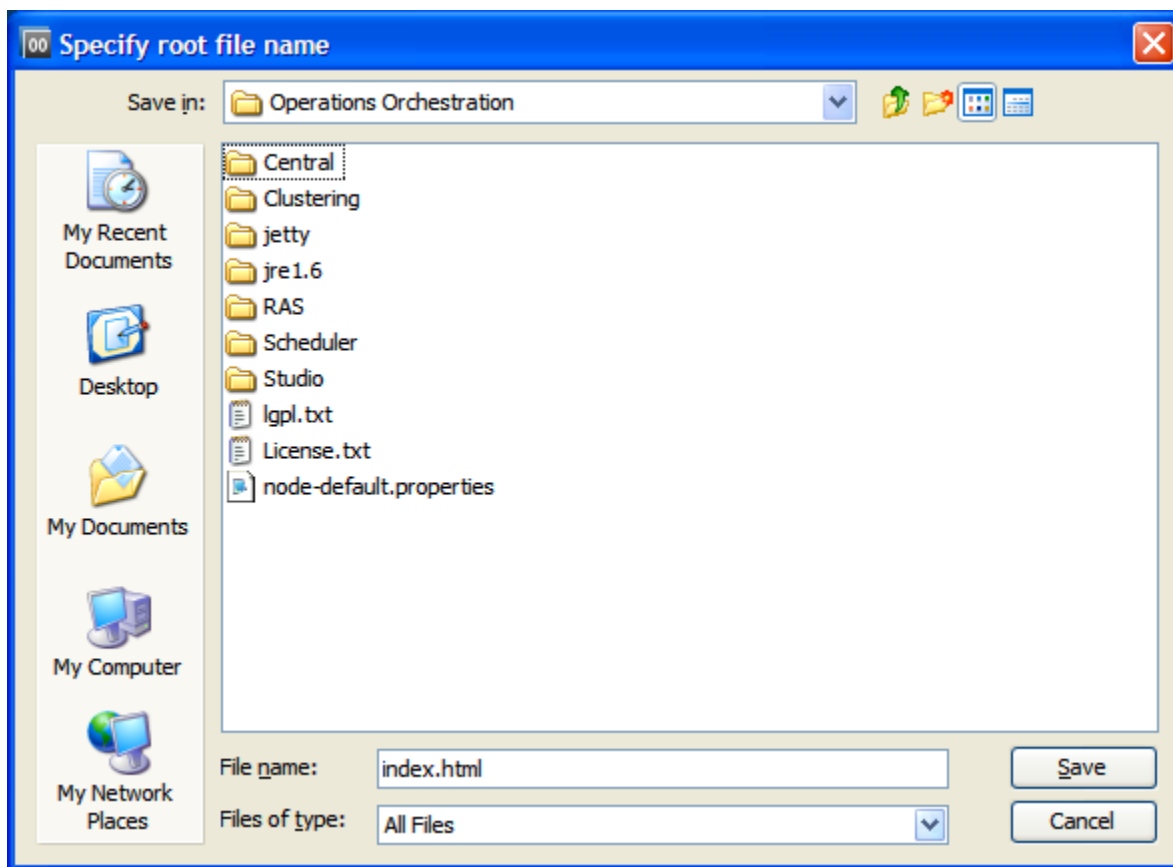 00 Specify root file name
Save in: Operations Orchestration
My Recent
Documents
Desktop
My Documents
My Computer
My Network
Places
Central
Clustering
jetty
jre1.6
RAS
Scheduler
Studio
lgpl.txt
License.txt
node-default.properties
File name: index.html Save
Files of type: All Files Cancel